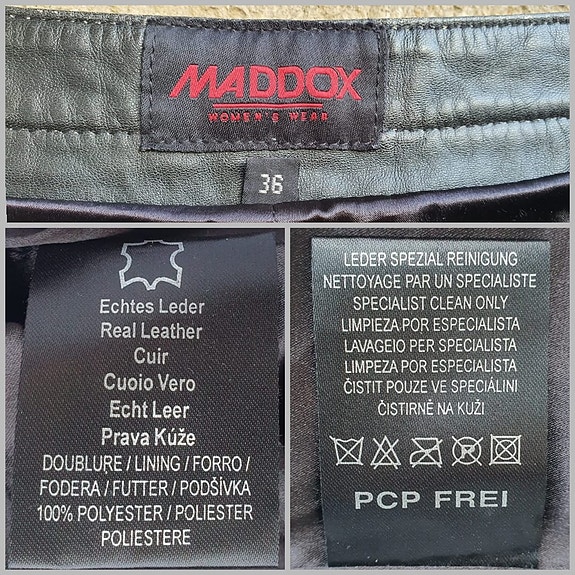 MADDOX
WOMEN'S WEAR
36
Echtes Leder
Real Leather
Cuir
Cuoio Vero
Echt Leer
Prava Kúže
DOUBLURE / LINING / FORRO /
FODERA / FUTTER / PODŠÍVKA
100% POLYESTER / POLIESTER
POLIESTERE
LEDER SPEZIAL REINIGUNG
NETTOYAGE PAR UN SPECIALISTE
SPECIALIST CLEAN ONLY
LIMPIEZA POR ESPECIALISTA
LAVAGEIO PER SPECIALISTA
LIMPEZA POR ESPECIALISTA
ČISTIT POUZE VE SPECIÁLINI
ČISTIRNĚ NA KUŽI
PCP FREI